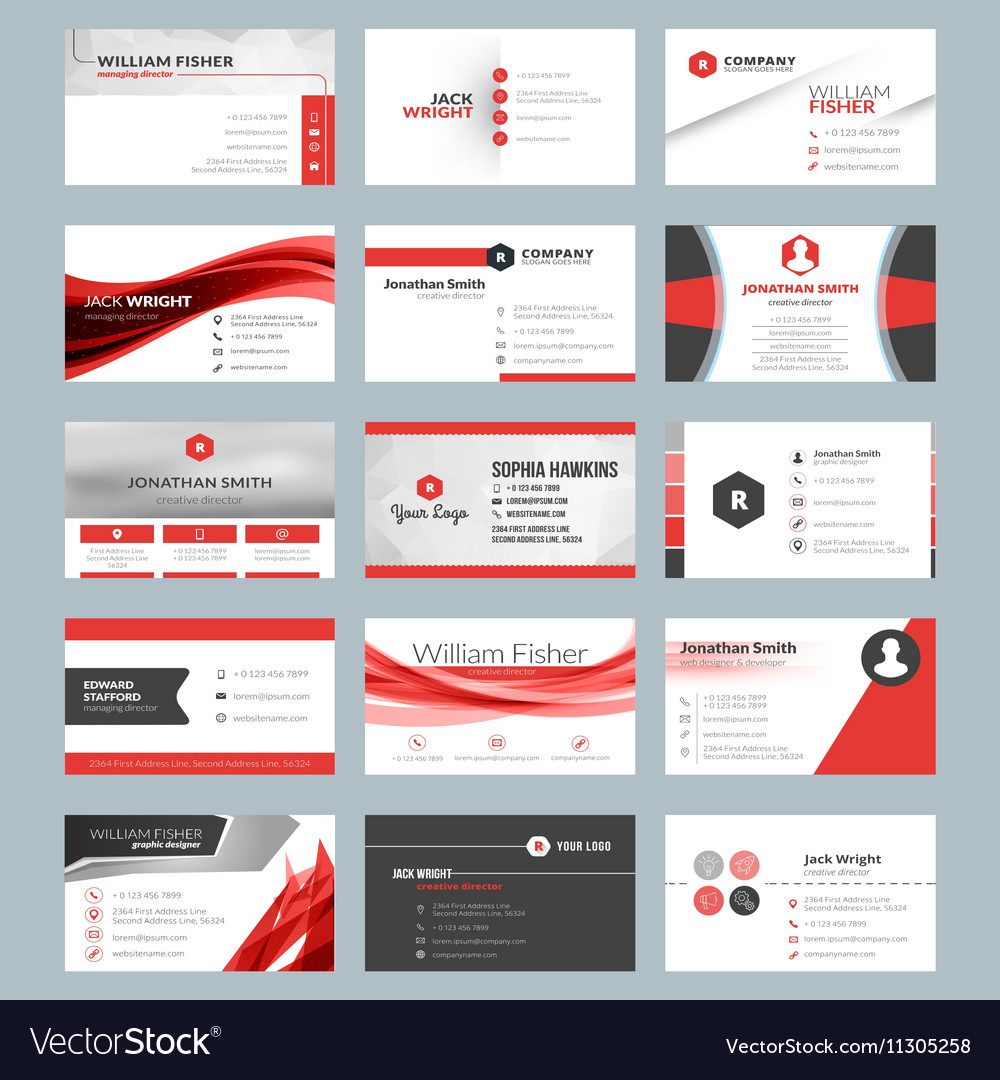 WILLIAM FISHER
managing director
+ 0 123 456 7899
lorem@ipsum.com
websitename.com
2364 First Address Line
Second Address Line, 56324
JACK
WRIGHT
+ 0 123 456 7899
2364 First Address Line
Second Address Line, 56324
lorem@ipsum.com
websitename.com
R COMPANY
SLOGAN GOES HERE
WILLIAM
FISHER
+ 0 123 456 7899
lorem@ipsum.com
websitename.com
JACK WRIGHT
managing director
2364 First Address Line
Second Address Line, 56324
+ 0 123 456 7899
lorem@ipsum.com
websitename.com
R COMPANY
SLOGAN GOES HERE
Jonathan Smith
creative director
2364 First Address Line
Second Address Line, 56324
+ 0 123 456 7899
lorem@ipsum.company.com
companyname.com
JONATHAN SMITH
creative director
+ 0 123 456 7899
lorem@ipsum.com
websitename.com
2364 First Address Line
Second Address Line, 56324
R
JONATHAN SMITH
creative director
@
First Address Line
Second Address Line
56324
+ 0 123 456 7899
+ 0 123 456 7899
lorem@ipsum.com
lorem@ipsum.com
R
Your Logo
SOPHIA HAWKINS
+ 0 123 456 7899
LOREM@IPSUM.COM
WEBSITENAME.COM
2364 FIRST ADDRESS LINE
SECOND ADDRESS LINE, 56324
R
Jonathan Smith
graphic designer
+ 0 123 456 7899
lorem@ipsum.com
websitename.com
2364 First Address Line
Second Address Line, 56324
EDWARD
STAFFORD
managing director
+ 0 123 456 7899
lorem@ipsum.com
websitename.com
2364 First Address Line, Second Address Line, 56324
William Fisher
creative director
+ 0 123 456 7899
lorem.ipsum@company.com
companyname.com
Jonathan Smith
web designer & developer
+ 0 123 456 7899
+ 0 123 456 7899
lorem@ipsum.com
websitename.com
2364 First Address Line
Second Address Line, 56324
WILLIAM FISHER
graphic designer
+ 0 123 456 7899
2364 First Address Line
Second Address Line, 56324
lorem@ipsum.com
websitename.com
R YOUR LOGO
JACK WRIGHT
creative director
2364 First Address Line
Second Address Line, 56324
+ 0 123 456 7899
lorem.ipsum@company.com
companyname.com
Jack Wright
creative director
2364 First Address Line
Second Address Line, 56324
+ 0 123 456 7899
lorem.ipsum@company.com
companyname.com
VectorStock®
VectorStock.com/11305258